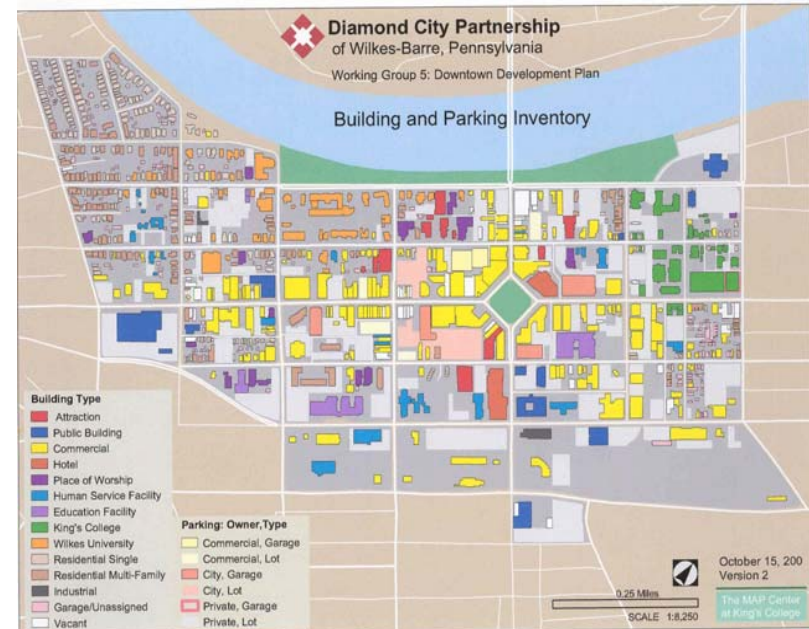 Diamond City Partnership
of Wilkes-Barre, Pennsylvania
Working Group 5: Downtown Development Plan
Building and Parking Inventory
Building Type
Attraction
Public Building
Commercial
Hotel
Place of Worship
Human Service Facility
Education Facility
King's College
Wilkes University
Residential Single
Residential Multi-Family
Industrial
Garage/Unassigned
Vacant
Parking: Owner,Type
Commercial, Garage
Commercial, Lot
City, Garage
City, Lot
Private, Garage
Private, Lot
0.25 Miles
SCALE 1:8,250
October 15, 200
Version 2
The MAP Center
at King's College